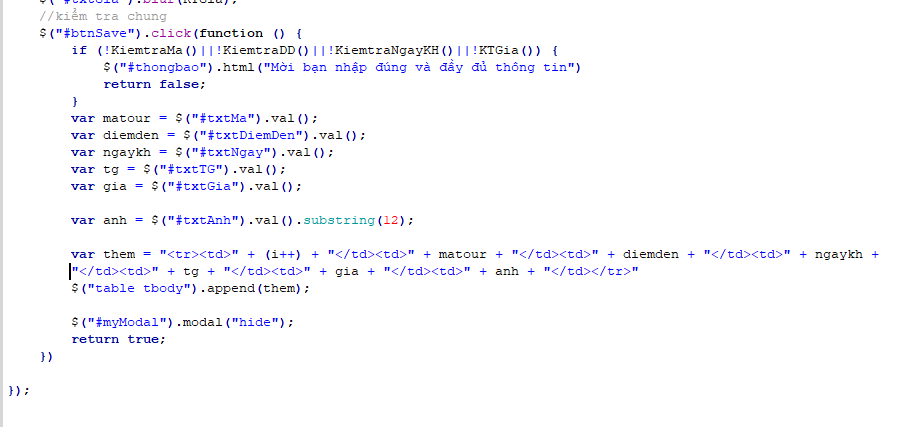 //kiểm tra chung
$("#btnSave").click(function () {
if (!KiemtraMa()||!KiemtraDD()||!KiemtraNgayKH()||!KTGia()) {
$("#thongbao").html("Mời bạn nhập đúng và đầy đủ thông tin")
return false;
}
var matour = $("#txtMa").val();
var diemden = $("#txtDiemDen").val();
var ngaykh = $("#txtNgay").val();
var tg = $("#txtTG").val();
var gia = $("#txtGia").val();
var anh = $("#txtAnh").val().substring(12);
var them = "<tr><td>" + (i++) + "</td><td>" + matour + "</td><td>" + diemden + "</td><td>" + ngaykh +
"</td><td>" + tg + "</td><td>" + gia + "</td><td>" + anh + "</td></tr>"
$("table tbody").append(them);
$("#myModal").modal("hide");
return true;
})
});